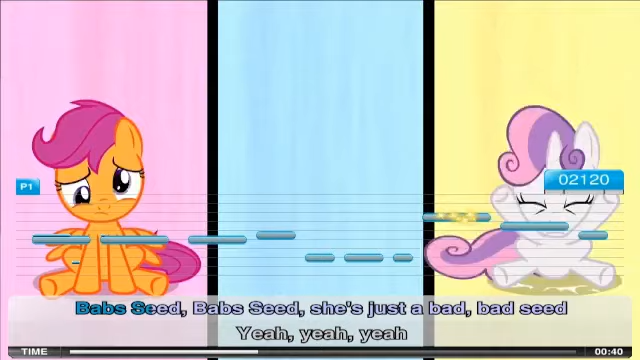 P1
02120
Babs Seed, Babs Seed, she's just a bad, bad seed
Yeah, yeah, yeah
TIME 00:40